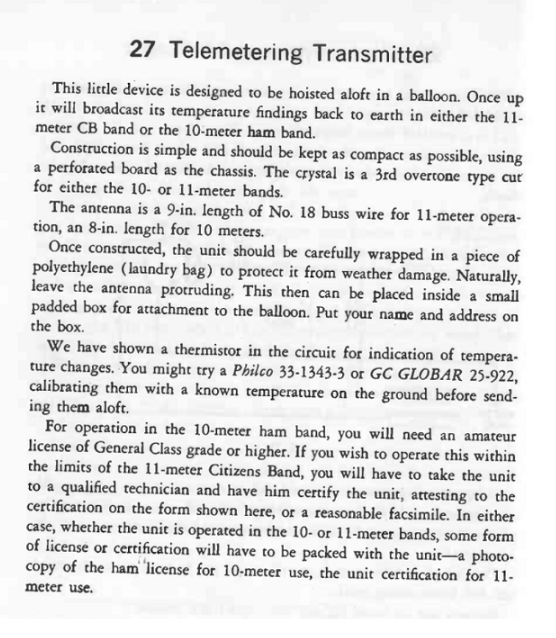 27 Telemetering Transmitter
This little device is designed to be hoisted aloft in a balloon. Once up
it will broadcast its temperature findings back to earth in either the 11-
meter CB band or the 10-meter ham band.
Construction is simple and should be kept as compact as possible, using
a perforated board as the chassis. The crystal is a 3rd overtone type cut
for either the 10- or 11-meter bands.
The antenna is a 9-in. length of No. 18 buss wire for 11-meter opera-
tion, an 8-in. length for 10 meters.
Once constructed, the unit should be carefully wrapped in a piece of
polyethylene (laundry bag) to protect it from weather damage. Naturally,
leave the antenna protruding. This then can be placed inside a small
padded box for attachment to the balloon. Put your name and address on
the box.
We have shown a thermistor in the circuit for indication of tempera-
ture changes. You might try a Philco 33-1343-3 or GC GLOBAR 25-922,
calibrating them with a known temperature on the ground before send-
ing them aloft.
For operation in the 10-meter ham band, you will need an amateur
license of General Class grade or higher. If you wish to operate this within
the limits of the 11-meter Citizens Band, you will have to take the unit
to a qualified technician and have him certify the unit, attesting to the
certification on the form shown here, or a reasonable facsimile. In either
case, whether the unit is operated in the 10- or 11-meter bands, some form
of license or certification will have to be packed with the unit—a photo-
copy of the ham license for 10-meter use, the unit certification for 11-
meter use.